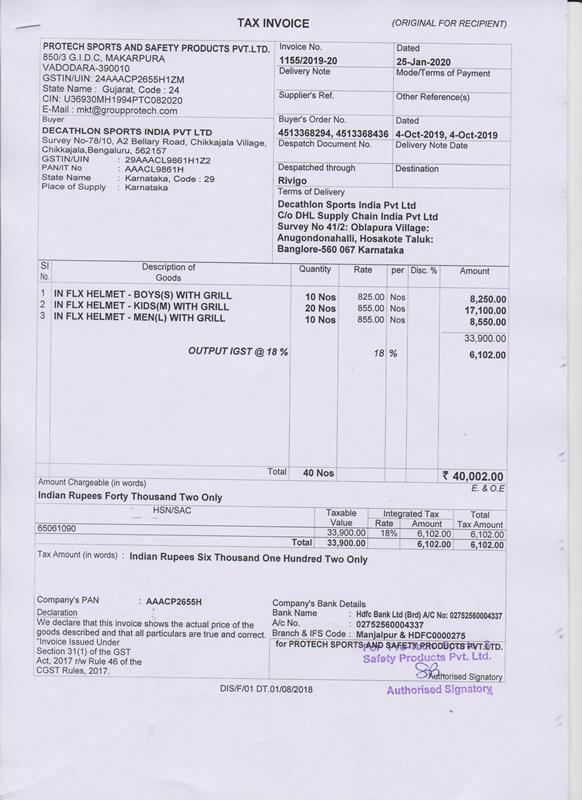 TAX INVOICE
(ORIGINAL FOR RECIPIENT)
PROTECH SPORTS AND SAFETY PRODUCTS PVT.LTD.
850/3 G.I.D.C, MAKARPURA
VADODARA-390010
GSTIN/UIN: 24AAACP2655H1ZM
State Name : Gujarat, Code : 24
CIN: U36930MH1994PTC082020
E-Mail : mkt@groupprotech.com
Invoice No.
1155/2019-20
Dated
25-Jan-2020
Delivery Note
Mode/Terms of Payment
Supplier's Ref.
Other Reference(s)
Buyer
DECATHLON SPORTS INDIA PVT LTD
Survey No-78/10, A2 Bellary Road, Chikkajala Village,
Chikkajala,Bengaluru, 562157
GSTIN/UIN : 29AAACL9861H1Z2
PAN/IT No : AAACL9861H
State Name : Karnataka, Code : 29
Place of Supply : Karnataka
Buyer's Order No.
4513368294, 4513368436
Dated
4-Oct-2019, 4-Oct-2019
Despatch Document No.
Delivery Note Date
Despatched through
Rivigo
Destination
Terms of Delivery
Decathlon Sports India Pvt Ltd
C/o DHL Supply Chain India Pvt Ltd
Survey No 41/2: Oblapura Village:
Anugondonahalli, Hosakote Taluk:
Banglore-560 067 Karnataka
Sl No. Description of Goods Quantity Rate per Disc. % Amount
1 IN FLX HELMET - BOYS(S) WITH GRILL 10 Nos 825.00 Nos 8,250.00
2 IN FLX HELMET - KIDS(M) WITH GRILL 20 Nos 855.00 Nos 17,100.00
3 IN FLX HELMET - MEN(L) WITH GRILL 10 Nos 855.00 Nos 8,550.00
33,900.00
OUTPUT IGST @ 18 % 18 % 6,102.00
Total 40 Nos ₹ 40,002.00
Amount Chargeable (in words)
E. & O.E
Indian Rupees Forty Thousand Two Only
HSN/SAC Taxable Value Integrated Tax Rate Amount Total Tax Amount
65061090 33,900.00 18% 6,102.00 6,102.00
Total 33,900.00 6,102.00 6,102.00
Tax Amount (in words) : Indian Rupees Six Thousand One Hundred Two Only
Company's PAN : AAACP2655H
Declaration
We declare that this invoice shows the actual price of the
goods described and that all particulars are true and correct.
"Invoice Issued Under
Section 31(1) of the GST
Act, 2017 r/w Rule 46 of the
CGST Rules, 2017.
Company's Bank Details
Bank Name : Hdfc Bank Ltd (Brd) A/C No: 02752560004337
A/c No. : 02752560004337
Branch & IFS Code : Manjalpur & HDFC0000275
for PROTECH SPORTS AND SAFETY PRODUCTS PVT.LTD.
Safety Products Pvt. Ltd.
Authorised Signatory
Authorised Signatory
DIS/F/01 DT.01/08/2018